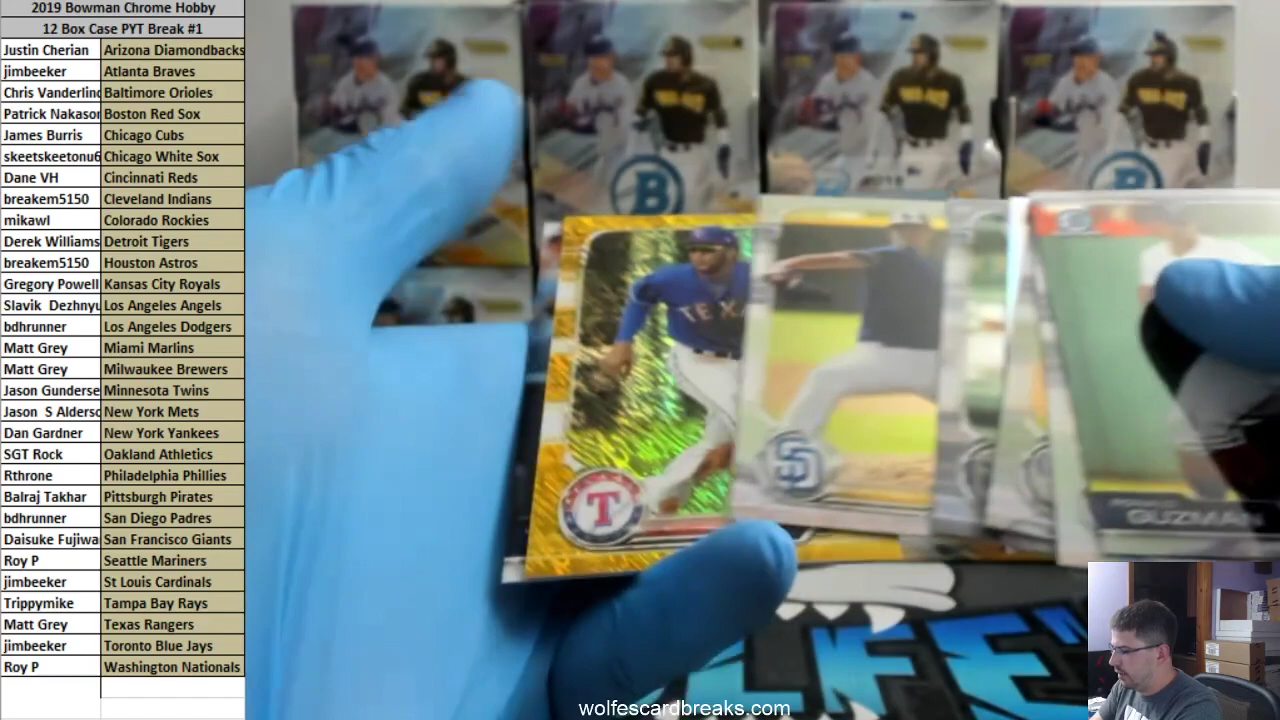 2019 Bowman Chrome Hobby
12 Box Case PYT Break #1
Justin Cherian Arizona Diamondbacks
jimbeeker Atlanta Braves
Chris Vanderlind Baltimore Orioles
Patrick Nakason Boston Red Sox
James Burris Chicago Cubs
skeetskeetonu6 Chicago White Sox
Dane VH Cincinnati Reds
breakem5150 Cleveland Indians
mikawl Colorado Rockies
Derek Williams Detroit Tigers
breakem5150 Houston Astros
Gregory Powell Kansas City Royals
Slavik Dezhnyu Los Angeles Angels
bdhrunner Los Angeles Dodgers
Matt Grey Miami Marlins
Matt Grey Milwaukee Brewers
Jason Gunderse Minnesota Twins
Jason S Alderso New York Mets
Dan Gardner New York Yankees
SGT Rock Oakland Athletics
Rthrone Philadelphia Phillies
Balraj Takhar Pittsburgh Pirates
bdhrunner San Diego Padres
Daisuke Fujiwa San Francisco Giants
Roy P Seattle Mariners
jimbeeker St Louis Cardinals
Trippymike Tampa Bay Rays
Matt Grey Texas Rangers
jimbeeker Toronto Blue Jays
Roy P Washington Nationals
B
TEX
T
SD
GUZMAN
LFE
wolfescardbreaks.com